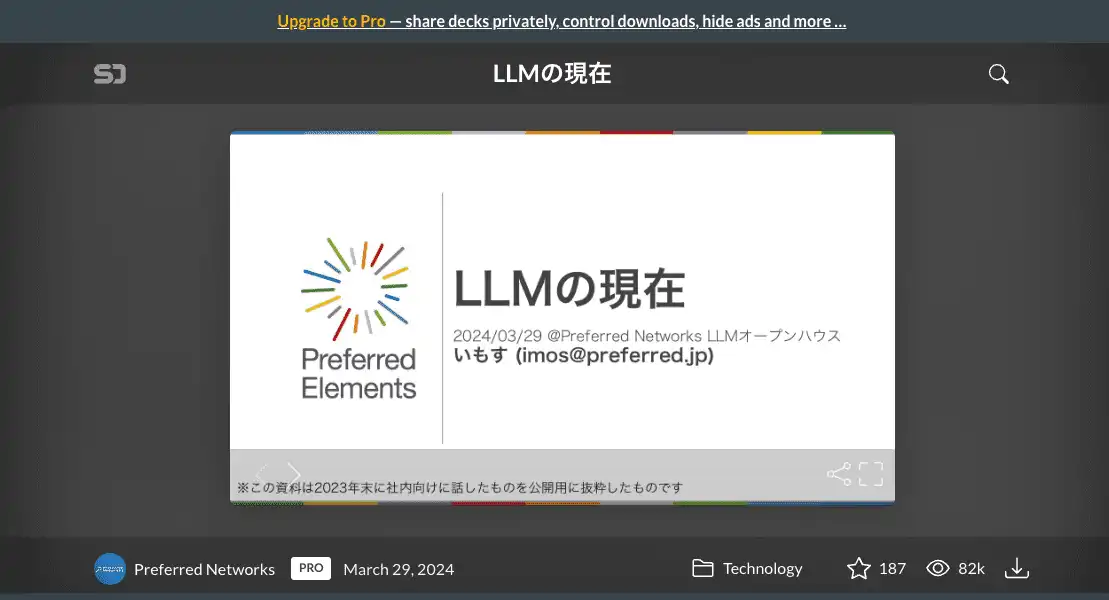 Upgrade to Pro — share decks privately, control downloads, hide ads and more …
LLMの現在
Preferred
Elements
LLMの現在
2024/03/29 @Preferred Networks LLMオープンハウス
いもす (imos@preferred.jp)
※この資料は2023年末に社内向けに話したものを公開用に抜粋したものです
Preferred Networks PRO March 29, 2024 Technology 187 82k